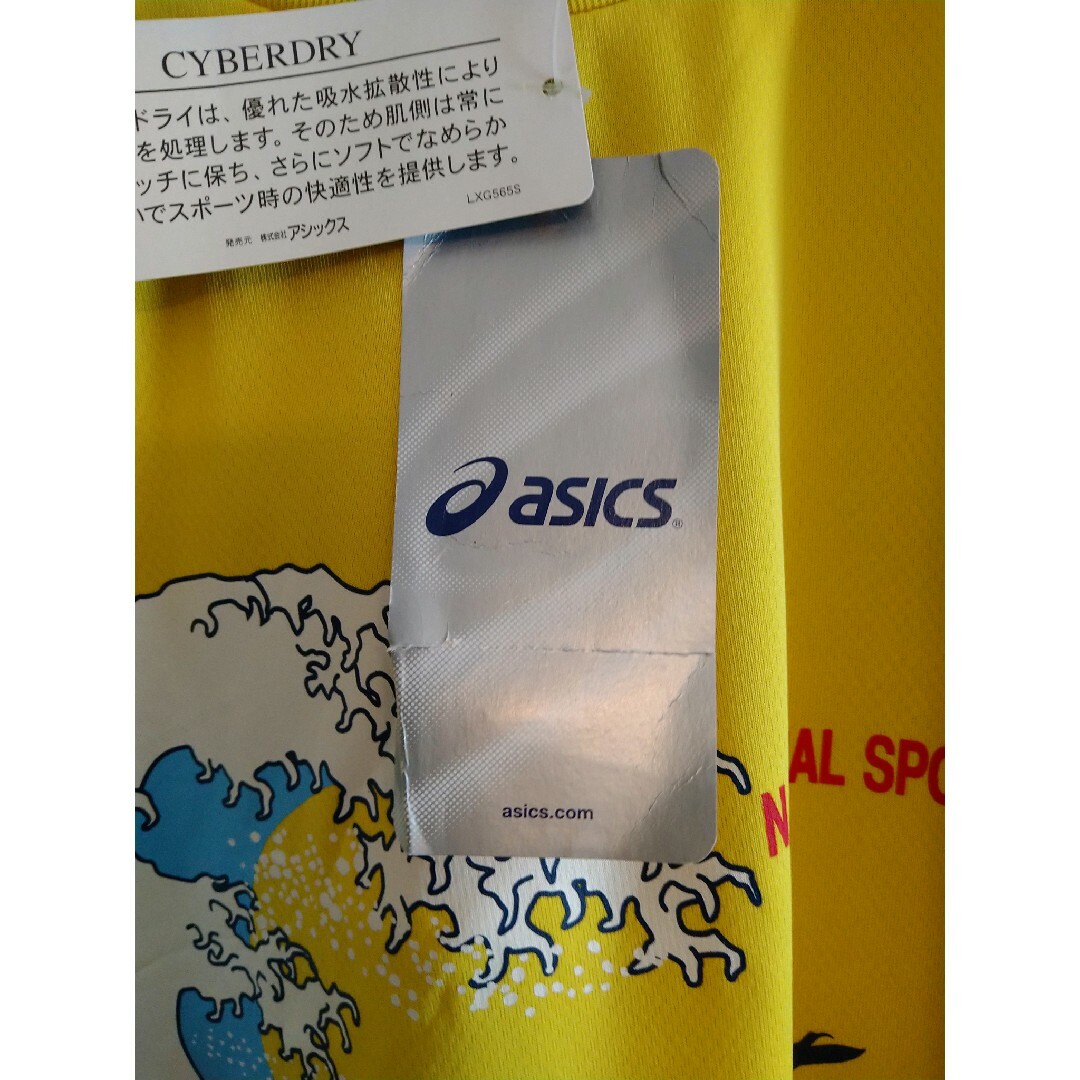 CYBERDRY
ドライは、優れた吸水拡散性により
を処理します。そのため肌側は常に
ッチに保ち、さらにソフトでなめらか
いでスポーツ時の快適性を提供します。
LXG565S
発売元 株式会社アシックス
asics®
asics.com
N
AL SPO